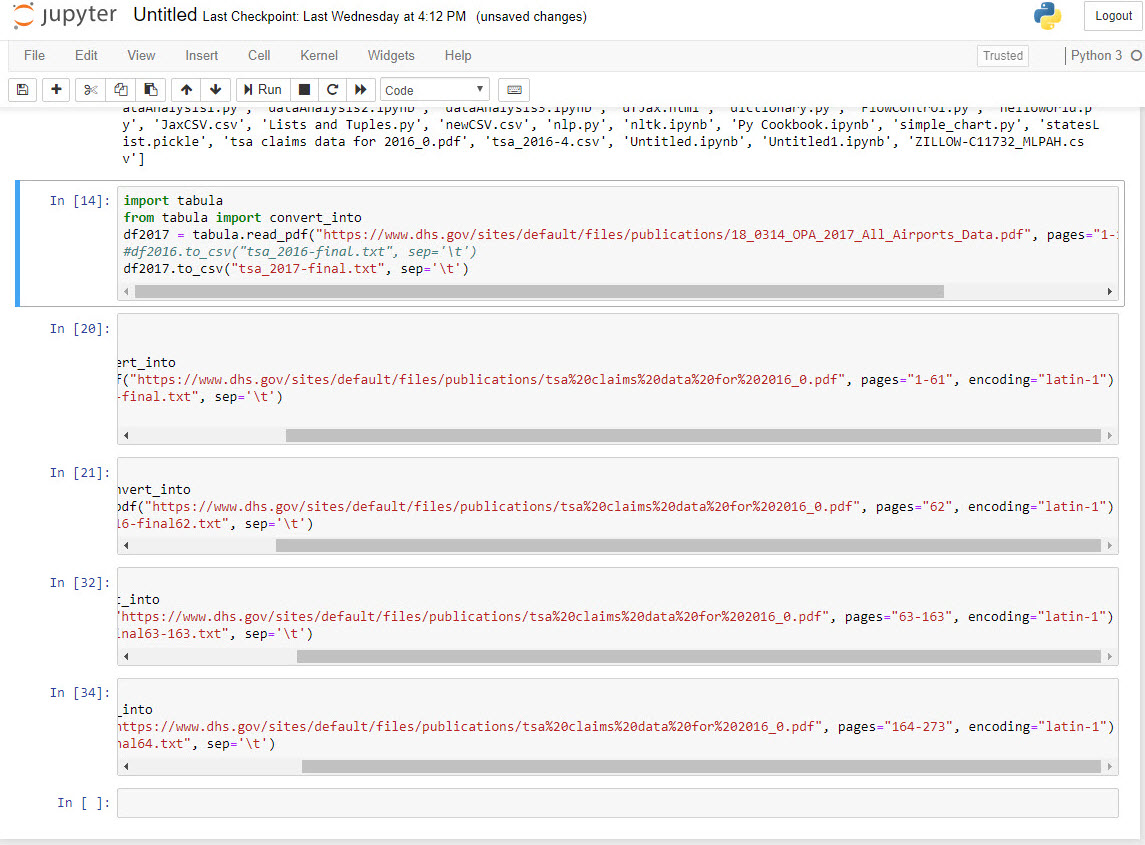 jupyter Untitled Last Checkpoint: Last Wednesday at 4:12 PM (unsaved changes)
Logout
File Edit View Insert Cell Kernel Widgets Help Trusted Python 3
Run Code
ataAnalysis1.py', 'dataAnalysis2.ipynb', 'dataAnalysis3.ipynb', 'dfJax.html', 'dictionary.py', 'FlowControl.py', 'helloworld.p
y', 'JaxCSV.csv', 'Lists and Tuples.py', 'newCSV.csv', 'nlp.py', 'nltk.ipynb', 'Py Cookbook.ipynb', 'simple_chart.py', 'statesL
ist.pickle', 'tsa claims data for 2016_0.pdf', 'tsa_2016-4.csv', 'Untitled.ipynb', 'Untitled1.ipynb', 'ZILLOW-C11732_MLPAH.cs
v']
In [14]: import tabula
from tabula import convert_into
df2017 = tabula.read_pdf("https://www.dhs.gov/sites/default/files/publications/18_0314_OPA_2017_All_Airports_Data.pdf", pages="1-
#df2016.to_csv("tsa_2016-final.txt", sep='\t')
df2017.to_csv("tsa_2017-final.txt", sep='\t')
In [20]:
ert_into
f("https://www.dhs.gov/sites/default/files/publications/tsa%20claims%20data%20for%202016_0.pdf", pages="1-61", encoding="latin-1")
-final.txt", sep='\t')
In [21]:
nvert_into
pdf("https://www.dhs.gov/sites/default/files/publications/tsa%20claims%20data%20for%202016_0.pdf", pages="62", encoding="latin-1")
16-final62.txt", sep='\t')
In [32]:
t_into
"https://www.dhs.gov/sites/default/files/publications/tsa%20claims%20data%20for%202016_0.pdf", pages="63-163", encoding="latin-1")
inal63-163.txt", sep='\t')
In [34]:
_into
https://www.dhs.gov/sites/default/files/publications/tsa%20claims%20data%20for%202016_0.pdf", pages="164-273", encoding="latin-1")
nal64.txt", sep='\t')
In [ ]: